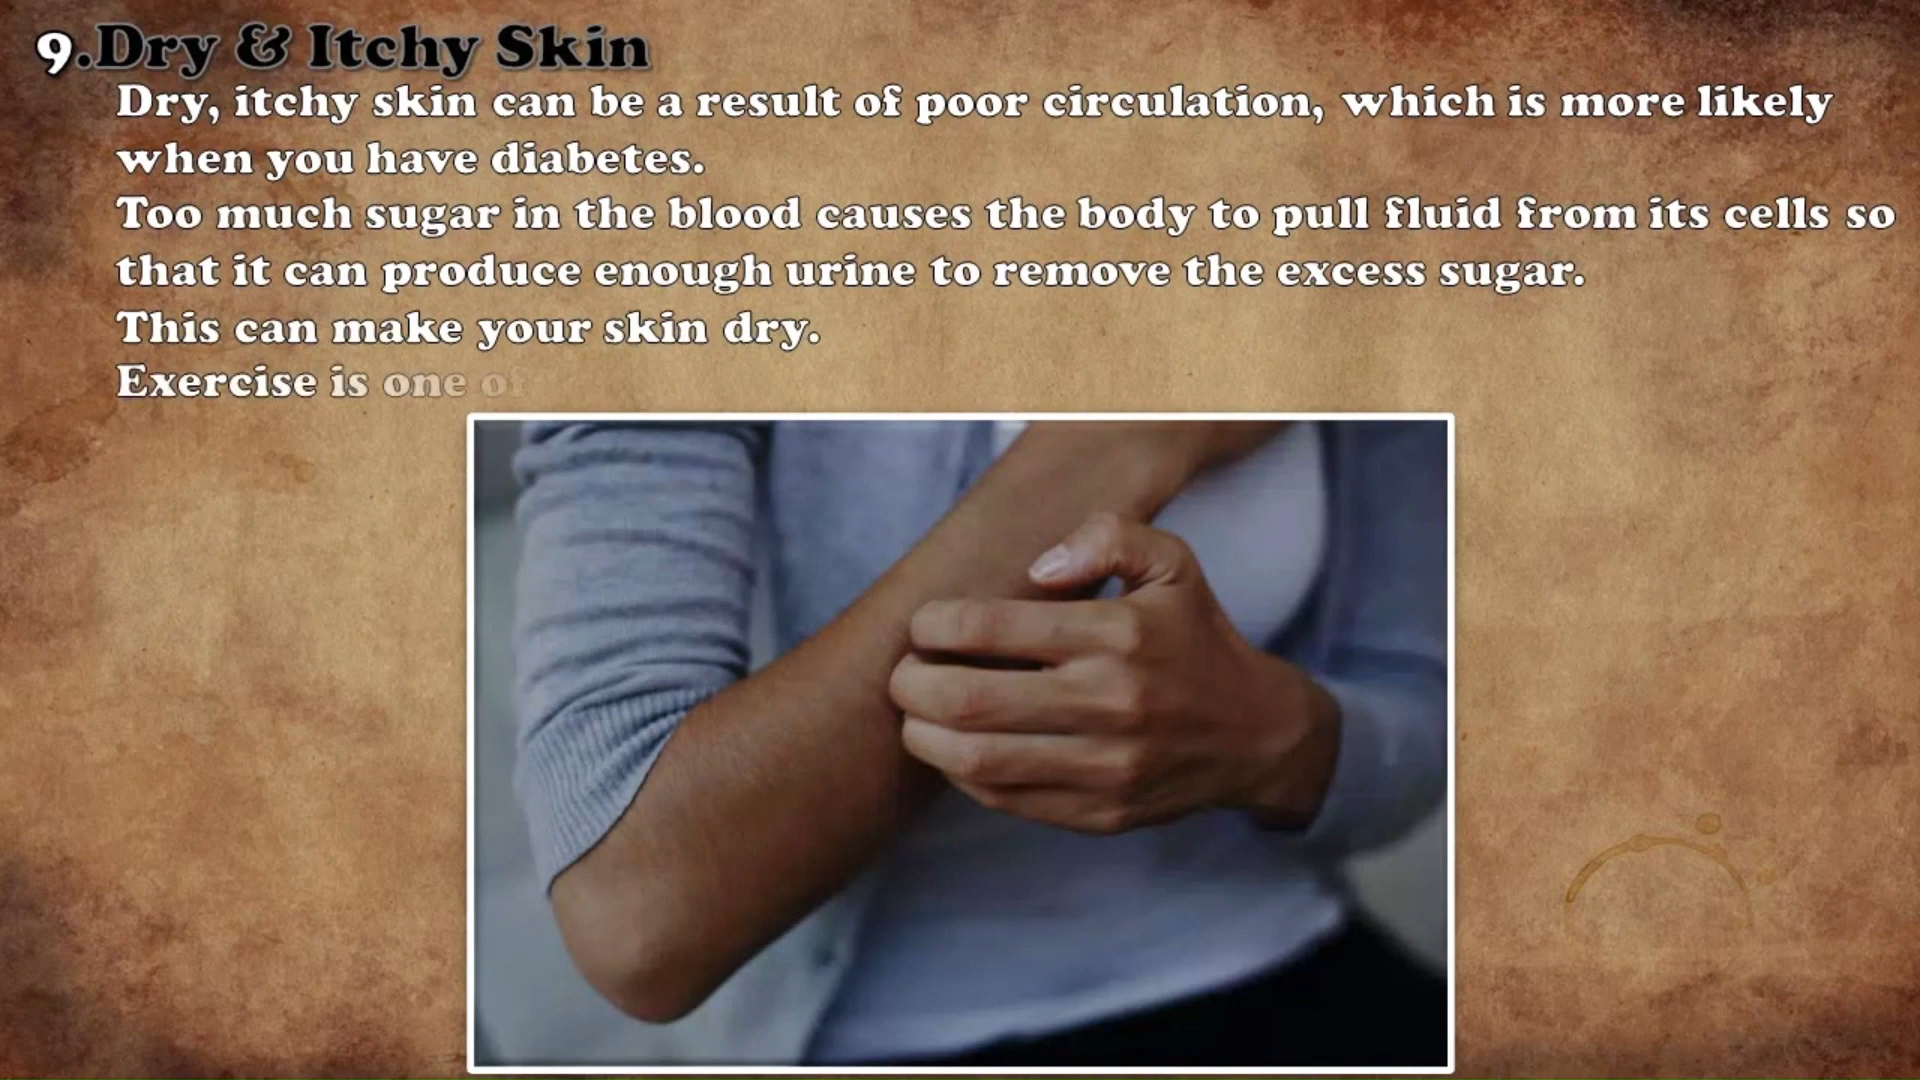 9.Dry & Itchy Skin
Dry, itchy skin can be a result of poor circulation, which is more likely
when you have diabetes.
Too much sugar in the blood causes the body to pull fluid from its cells so
that it can produce enough urine to remove the excess sugar.
This can make your skin dry.
Exercise is one of